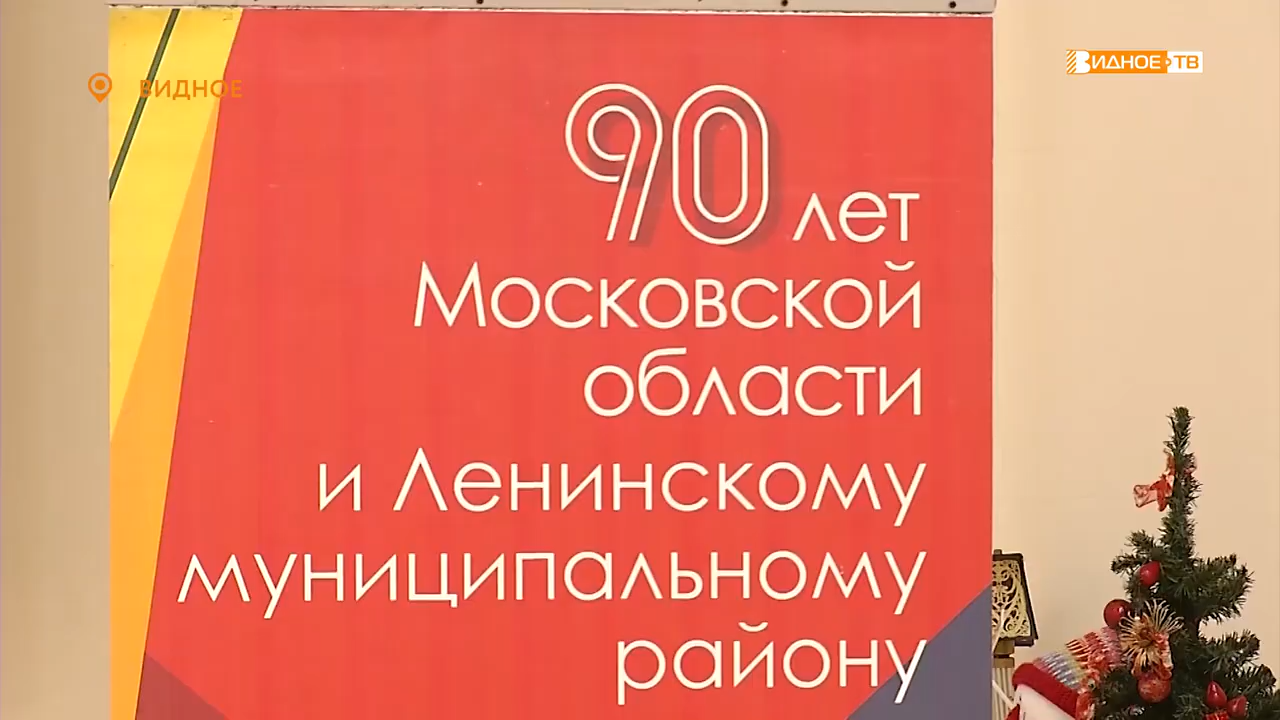 ВИДНОЕ
ВИДНОЕ ТВ
90 лет
Московской
области
и Ленинскому
муниципальному
району